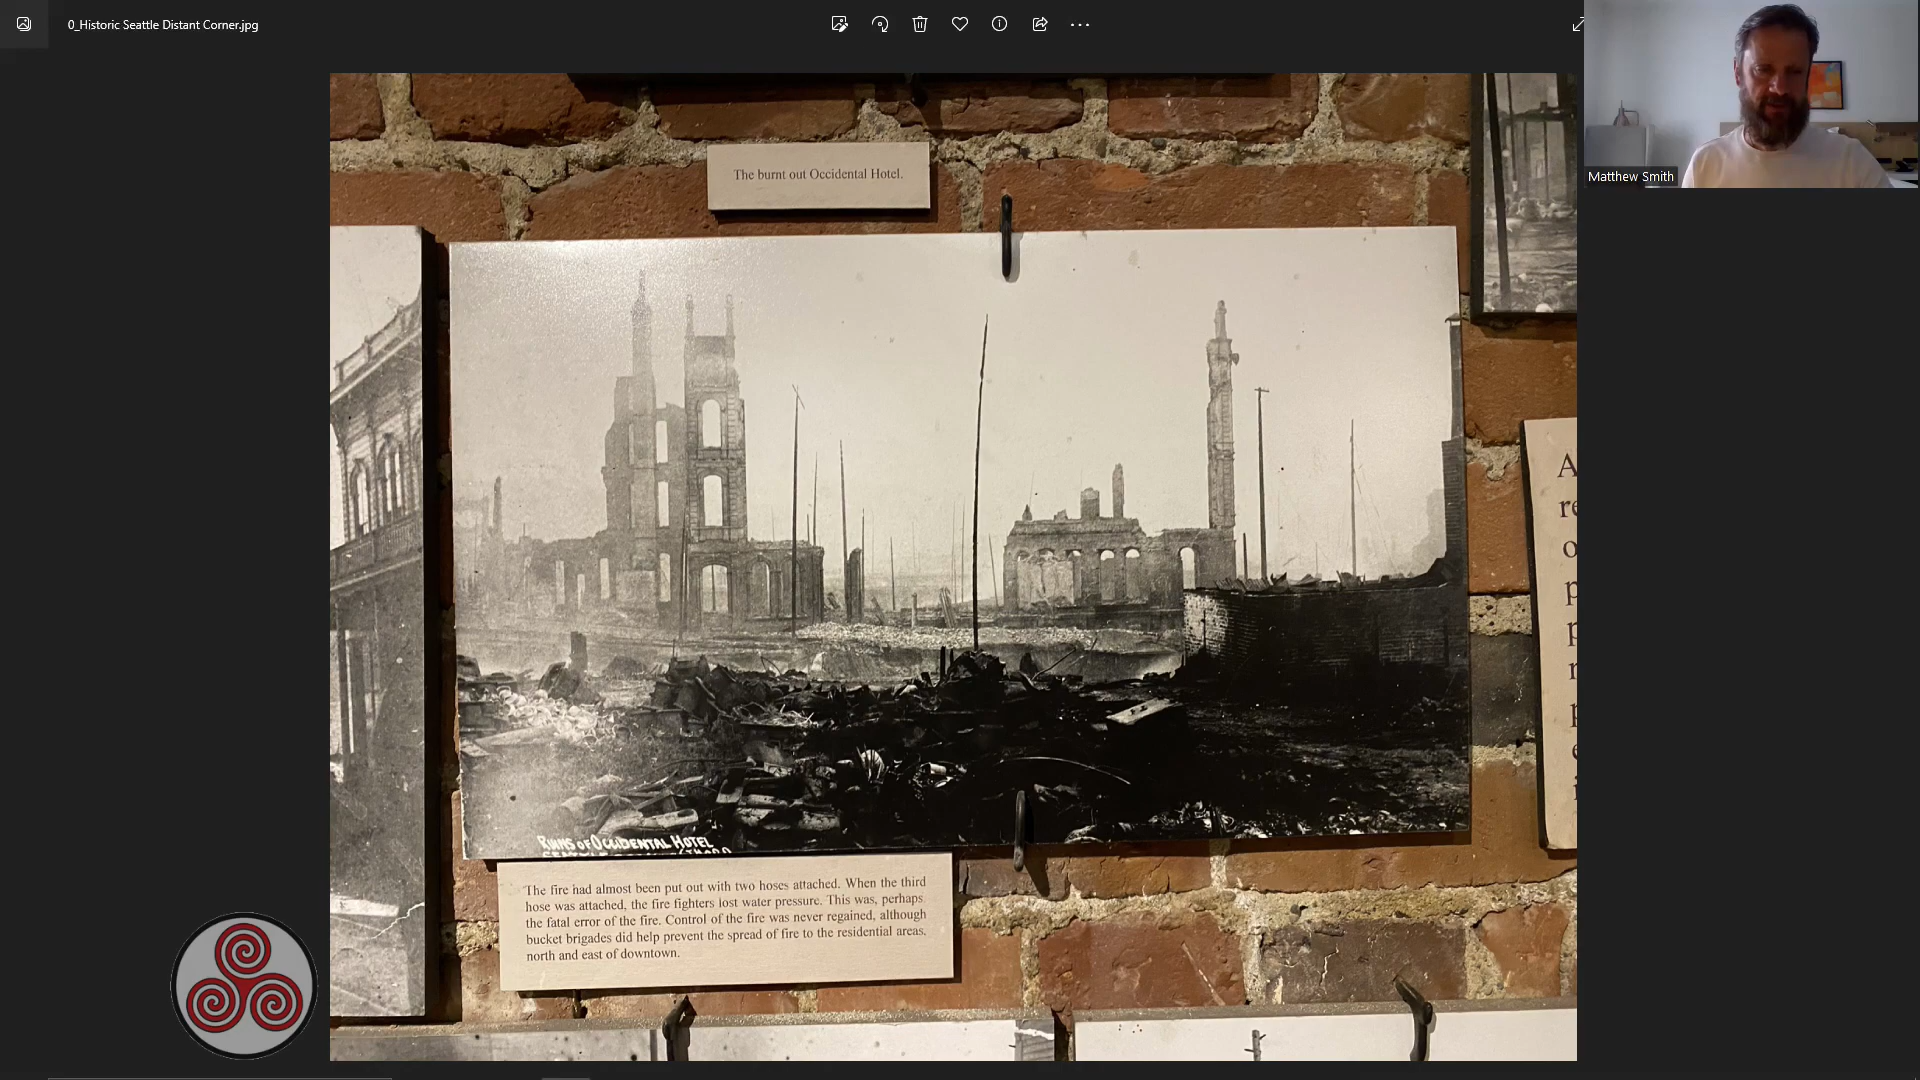 0_Historic Seattle Distant Corner.jpg
Matthew Smith
The burnt out Occidental Hotel.
RUINS OF OCCIDENTAL HOTEL
SEATTLE
The fire had almost been put out with two hoses attached. When the third
hose was attached, the fire fighters lost water pressure. This was, perhaps
the fatal error of the fire. Control of the fire was never regained, although
bucket brigades did help prevent the spread of fire to the residential areas,
north and east of downtown.
A
re
o
p
p
r
p
e